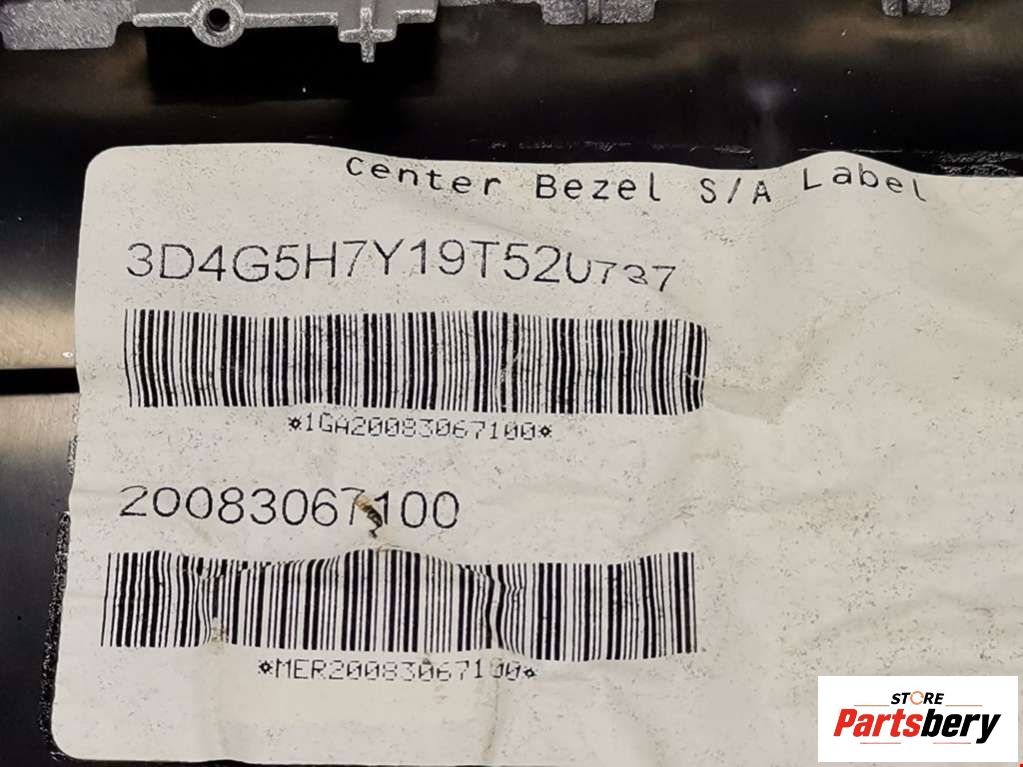 Center Bezel S/A Label
3D4G5H7Y19T520737
*1GA20083067100*
20083067100
*MER20083067100*
STORE
Partsbery